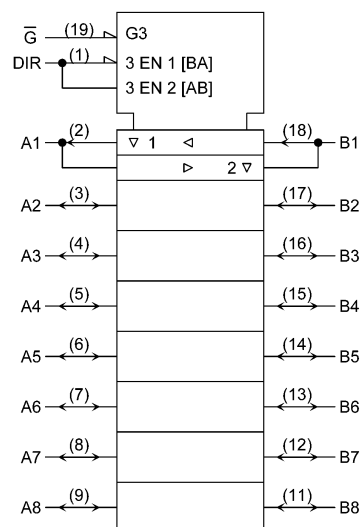 G̅ (19) G3
DIR (1) 3 EN 1 [BA]
3 EN 2 [AB]
A1 (2) ▽ 1 ◁ (18) B1
▷ 2 ▽
A2 (3) (17) B2
A3 (4) (16) B3
A4 (5) (15) B4
A5 (6) (14) B5
A6 (7) (13) B6
A7 (8) (12) B7
A8 (9) (11) B8